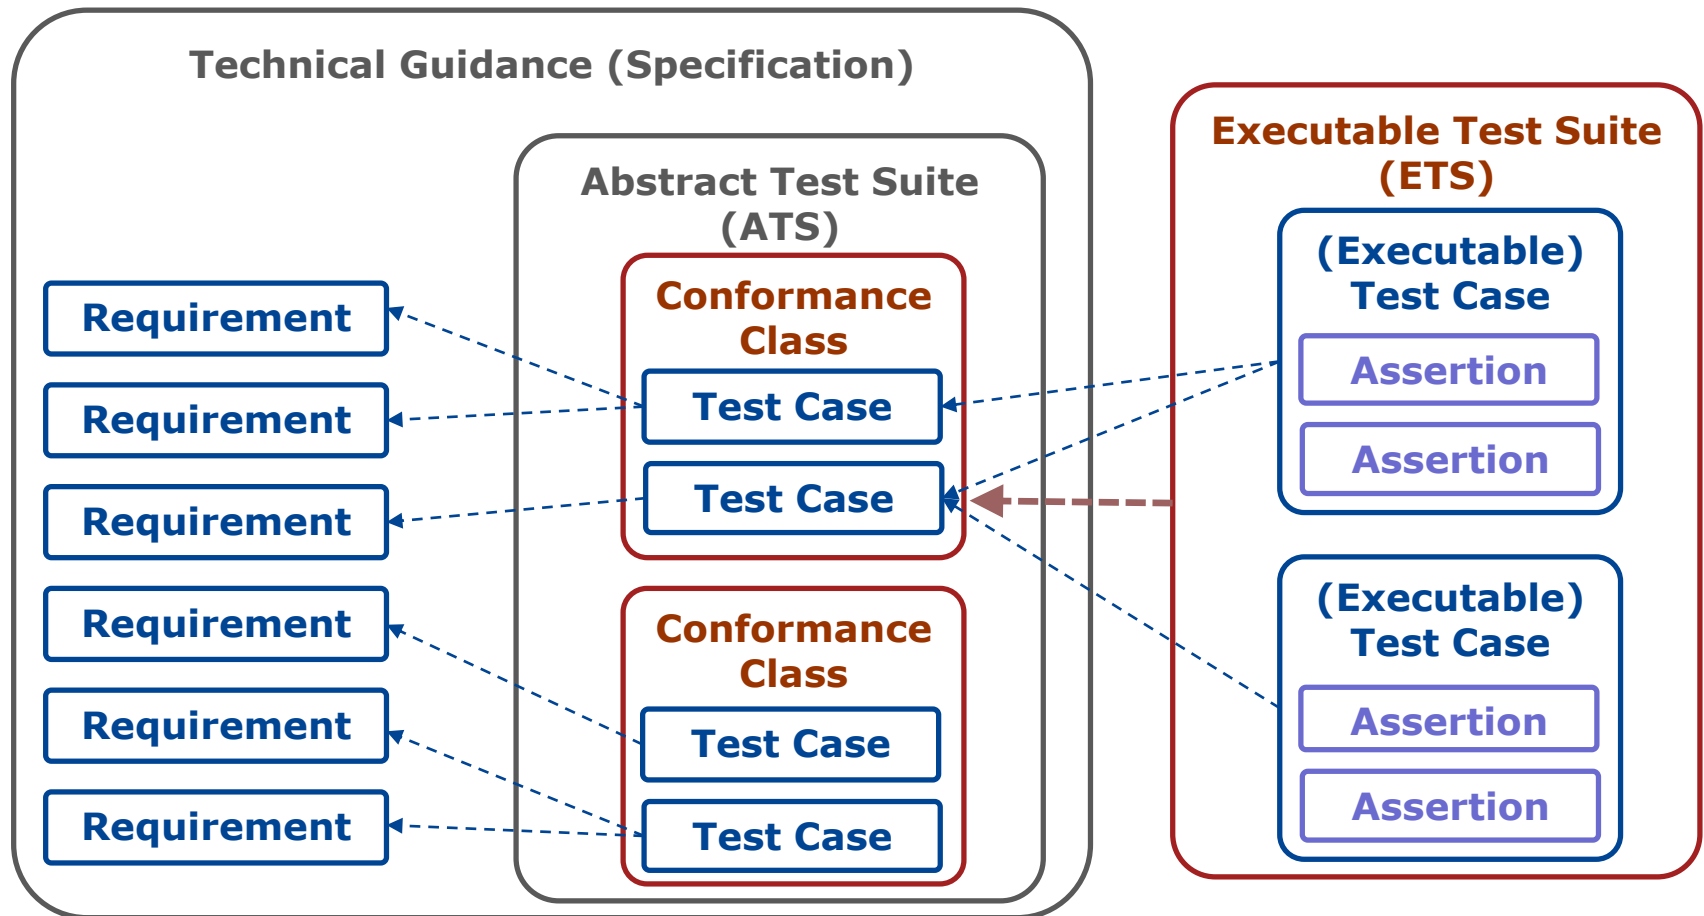 Technical Guidance (Specification)
Abstract Test Suite
(ATS)
Requirement
Requirement
Requirement
Requirement
Requirement
Requirement
Conformance
Class
Test Case
Test Case
Conformance
Class
Test Case
Test Case
Executable Test Suite
(ETS)
(Executable)
Test Case
Assertion
Assertion
(Executable)
Test Case
Assertion
Assertion